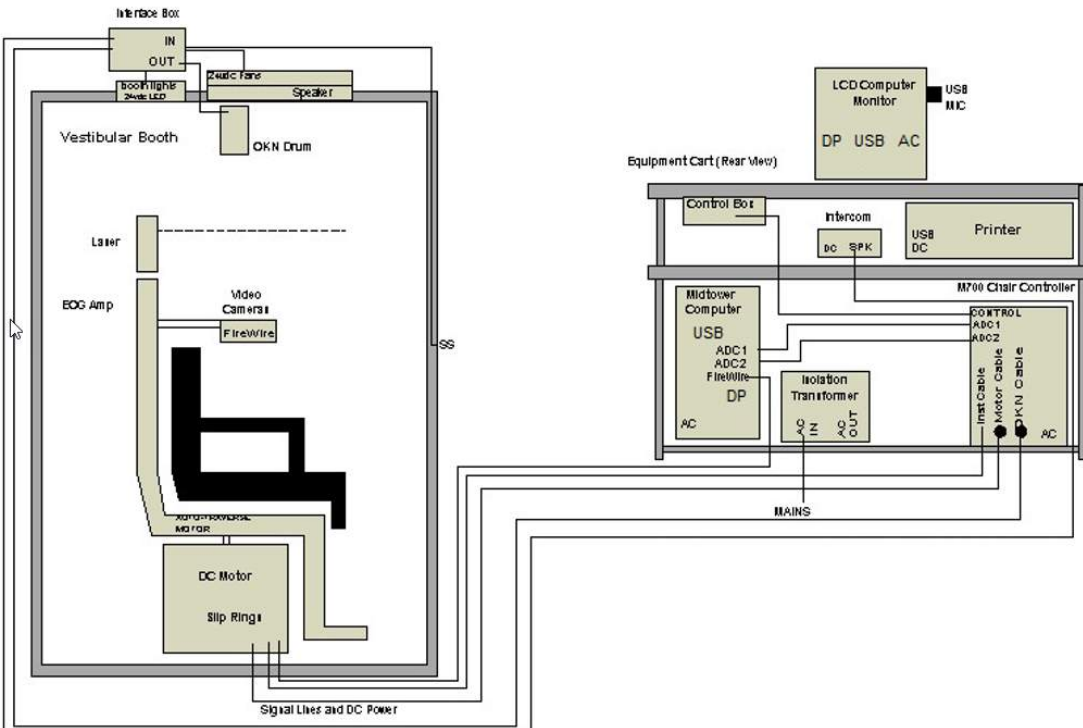 Interface Box
IN
OUT
booth lights
24vdc LED
24vdc Fans
Speaker
Vestibular Booth
OKN Drum
Laser
EOG Amp
Video
Cameras
FireWire
SS
AUTO-TRAVERSE
MOTOR
DC Motor
Slip Rings
Signal Lines and DC Power
LCD Computer
Monitor
DP USB AC
USB
MIC
Equipment Cart (Rear View)
Control Box
Intercom
DC SPK
Printer
USB
DC
M700 Chair Controller
Midtower
Computer
USB
ADC1
ADC2
FireWire
DP
AC
Isolation
Transformer
AC
IN
AC
OUT
MAINS
CONTROL
ADC1
ADC2
Inst Cable
Motor Cable
OKN Cable
AC